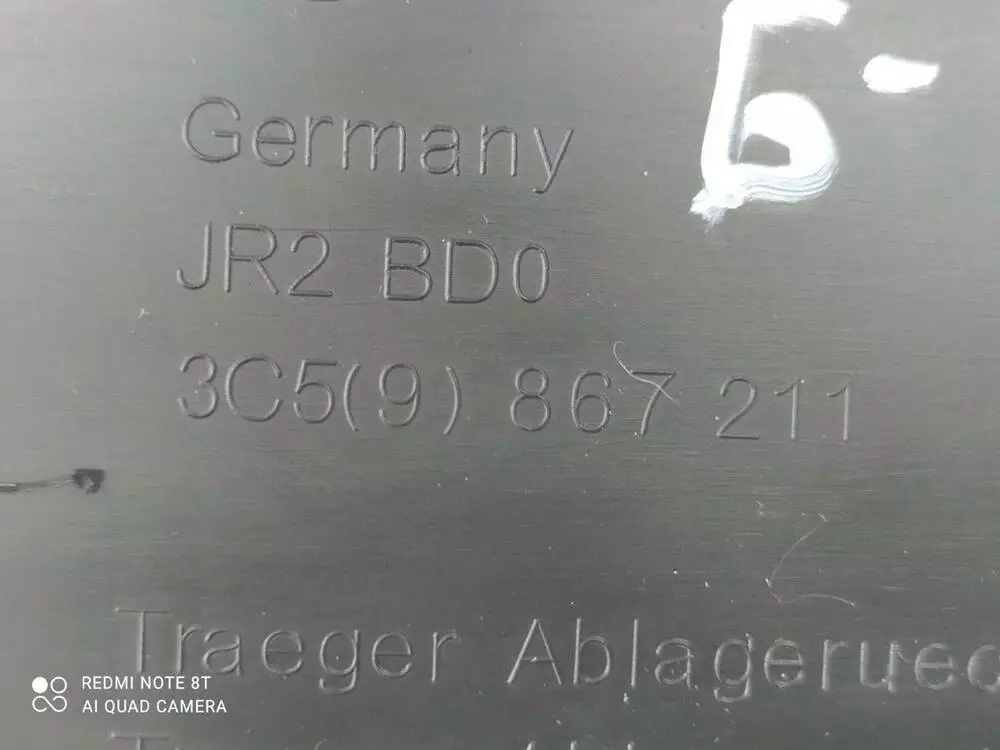 Б-
Germany
JR2 BD0
3C5(9) 867 211
Traeger Ablageruec
REDMI NOTE 8T
AI QUAD CAMERA